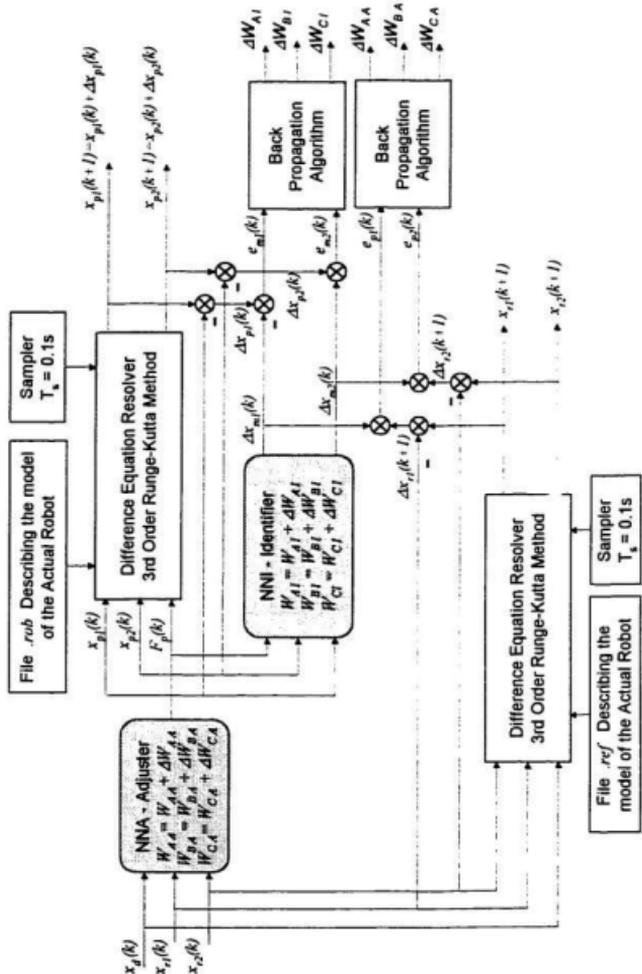 File .rob Describing the model
of the Actual Robot
Sampler
T_s = 0.1s
x_p1(k)
x_p2(k)
F_p(k)
Difference Equation Resolver
3rd Order Runge-Kutta Method
x_p1(k+1)-x_p1(k)+Δx_p1(k)
x_p2(k+1)-x_p2(k)+Δx_p2(k)
x_d(k)
x_r1(k)
x_r2(k)
NNA - Adjuster
W_AA = W_AA + ΔW_AA
W_BA = W_BA + ΔW_BA
W_CA = W_CA + ΔW_CA
NNI - Identifier
W_AI = W_AI + ΔW_AI
W_BI = W_BI + ΔW_BI
W_CI = W_CI + ΔW_CI
Δx_m1(k)
Δx_m2(k)
Δx_p1(k)
Δx_p2(k)
e_m1(k)
e_m2(k)
Back
Propagation
Algorithm
ΔW_AI
ΔW_BI
ΔW_CI
Δx_r1(k+1)
Δx_r2(k+1)
e_p1(k)
e_p2(k)
Back
Propagation
Algorithm
ΔW_AA
ΔW_BA
ΔW_CA
Difference Equation Resolver
3rd Order Runge-Kutta Method
x_r1(k+1)
x_r2(k+1)
File .ref Describing the
model of the Actual Robot
Sampler
T_s = 0.1s